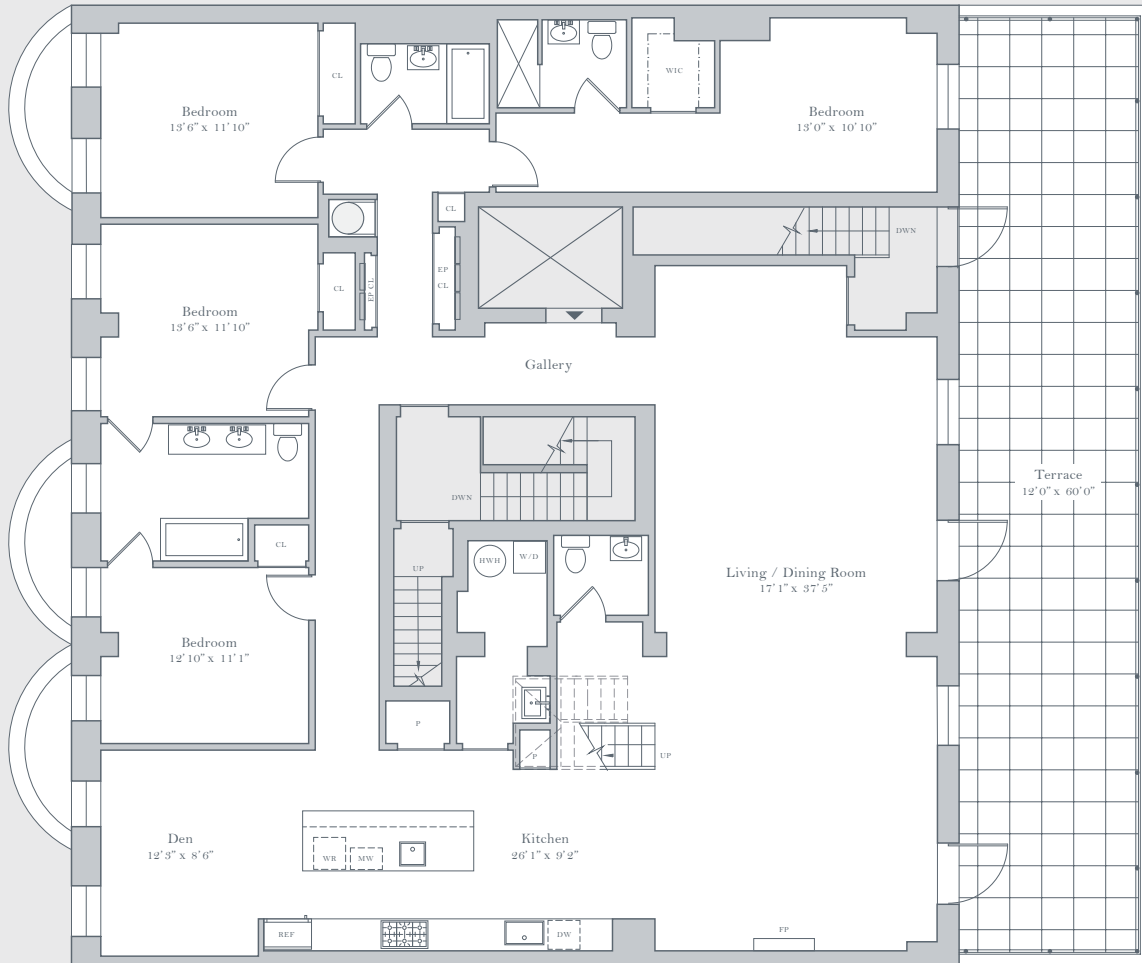 CL
WIC
Bedroom
13'6" x 11'10"
Bedroom
13'0" x 10'10"
CL
DWN
EP
CL
CL
EP CL
Bedroom
13'6" x 11'10"
Gallery
Terrace
12'0" x 60'0"
DWN
CL
HWH
W/D
UP
Living / Dining Room
17'1" x 37'5"
Bedroom
12'10" x 11'1"
P
P
UP
Den
12'3" x 8'6"
Kitchen
26'1" x 9'2"
WR
MW
REF
DW
FP